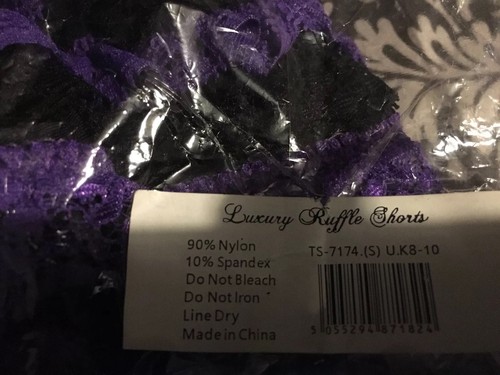 Luxury Ruffle Shorts
90% Nylon
10% Spandex
Do Not Bleach
Do Not Iron
Line Dry
Made in China
TS-7174.(S) U.K8-10
5 055294 871824